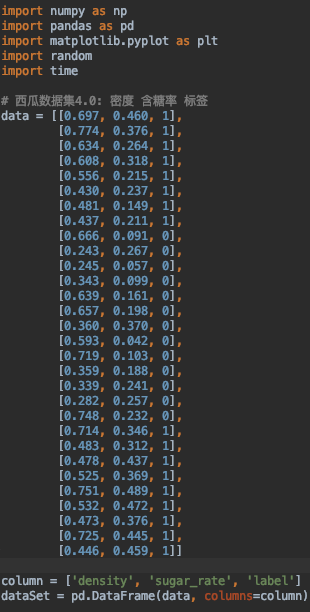 import numpy as np
import pandas as pd
import matplotlib.pyplot as plt
import random
import time
# 西瓜数据集4.0: 密度 含糖率 标签
data = [[0.697, 0.460, 1],
[0.774, 0.376, 1],
[0.634, 0.264, 1],
[0.608, 0.318, 1],
[0.556, 0.215, 1],
[0.430, 0.237, 1],
[0.481, 0.149, 1],
[0.437, 0.211, 1],
[0.666, 0.091, 0],
[0.243, 0.267, 0],
[0.245, 0.057, 0],
[0.343, 0.099, 0],
[0.639, 0.161, 0],
[0.657, 0.198, 0],
[0.360, 0.370, 0],
[0.593, 0.042, 0],
[0.719, 0.103, 0],
[0.359, 0.188, 0],
[0.339, 0.241, 0],
[0.282, 0.257, 0],
[0.748, 0.232, 0],
[0.714, 0.346, 1],
[0.483, 0.312, 1],
[0.478, 0.437, 1],
[0.525, 0.369, 1],
[0.751, 0.489, 1],
[0.532, 0.472, 1],
[0.473, 0.376, 1],
[0.725, 0.445, 1],
[0.446, 0.459, 1]]
column = ['density', 'sugar_rate', 'label']
dataSet = pd.DataFrame(data, columns=column)